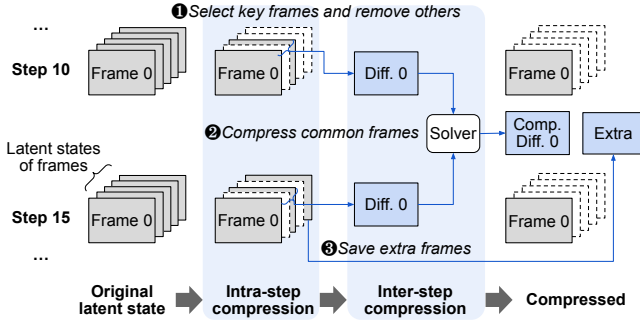 ❶Select key frames and remove others
...
Step 10
Frame 0
Frame 0
Diff. 0
Frame 0
❷Compress common frames
Solver
Comp.
Diff. 0
Extra
Latent states
of frames
Step 15
Frame 0
Frame 0
Diff. 0
Frame 0
❸Save extra frames
...
Original
latent state
Intra-step
compression
Inter-step
compression
Compressed